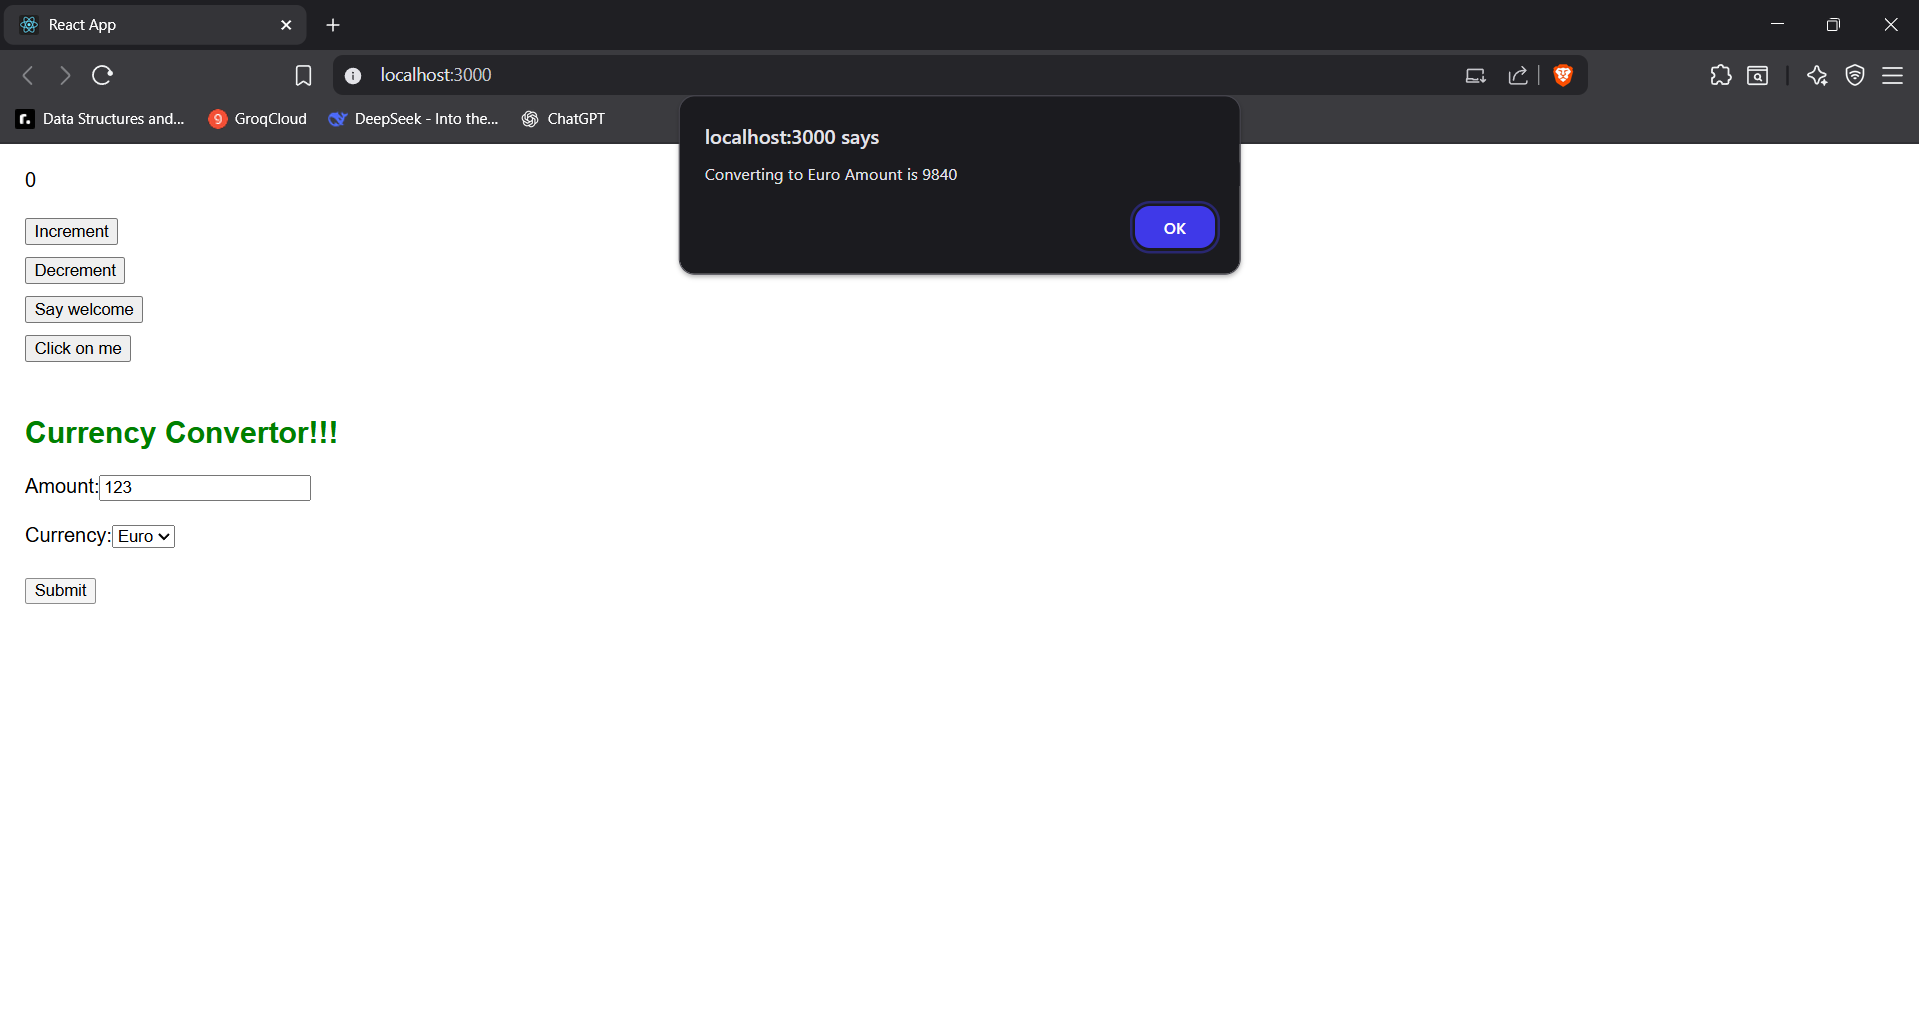 React App
localhost:3000
Data Structures and...
GroqCloud
DeepSeek - Into the...
ChatGPT
localhost:3000 says
Converting to Euro Amount is 9840
OK
0
Increment
Decrement
Say welcome
Click on me
Currency Convertor!!!
Amount:123
Currency:Euro
Submit